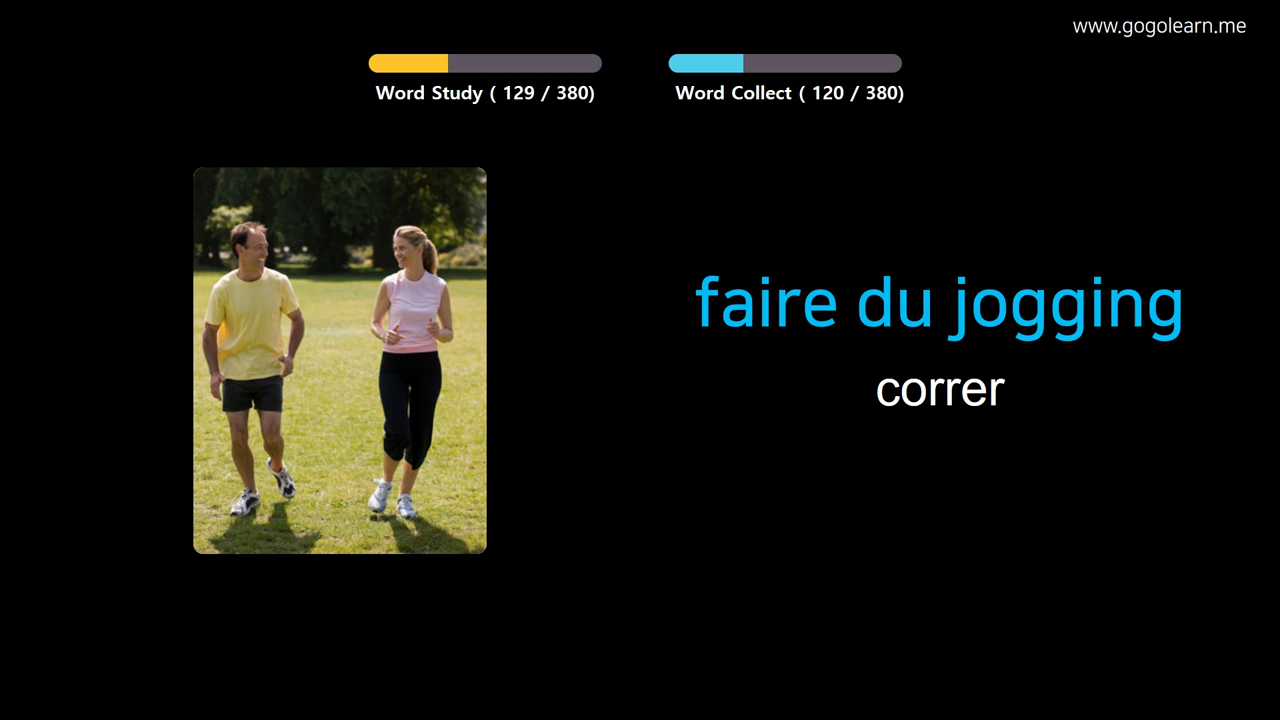 www.gogolearn.me
Word Study ( 129 / 380)
Word Collect ( 120 / 380)
faire du jogging
correr